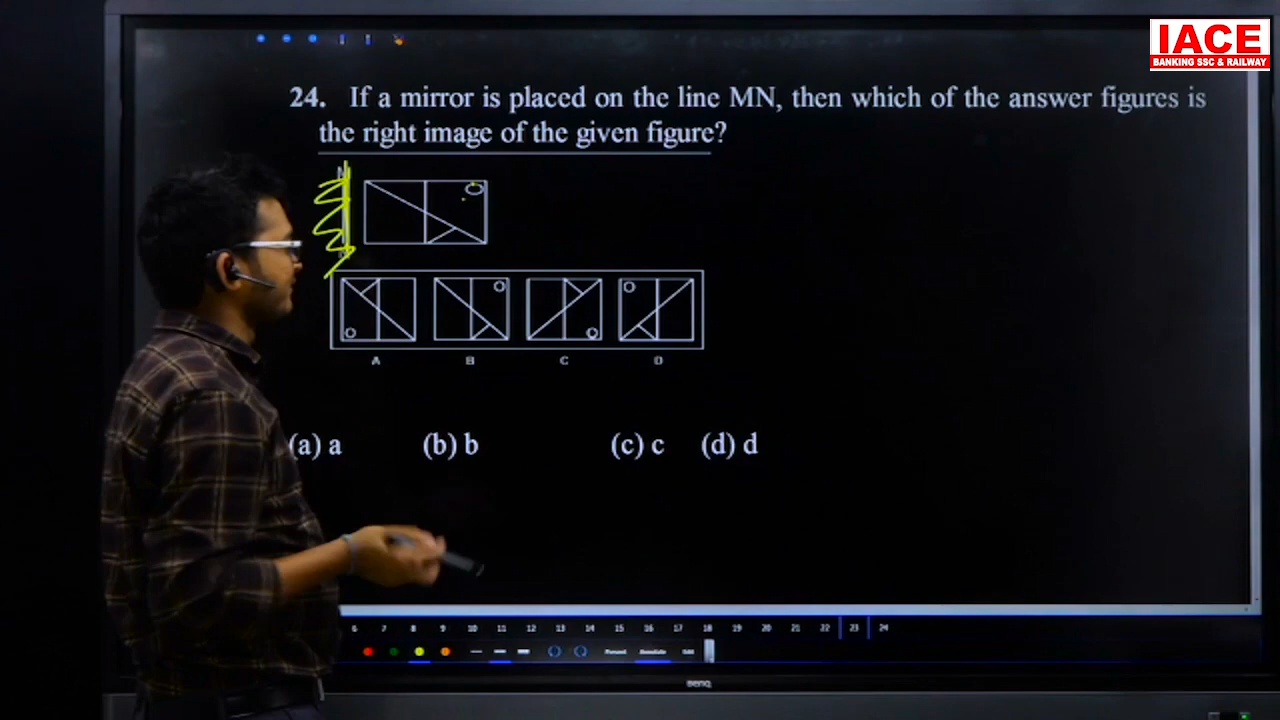 IACE
BANKING SSC & RAILWAY
24. If a mirror is placed on the line MN, then which of the answer figures is
the right image of the given figure?
A B C D
(a) a (b) b (c) c (d) d
6 7 8 9 10 11 12 13 14 15 16 17 18 19 20 21 22 23 24
BenQ